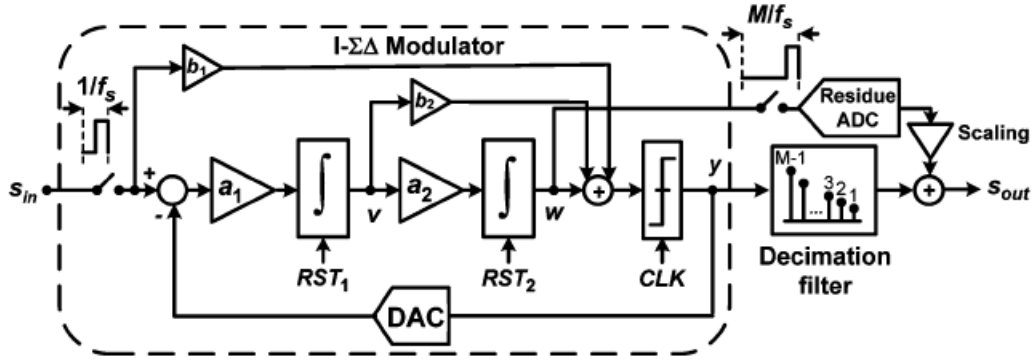 I-ΣΔ Modulator
M/fs
b1
1/fs
b2
Residue
ADC
Scaling
sin
+
-
a1
∫
v
a2
∫
w
+
y
M-1
...
3
2
1
+
sout
RST1
RST2
CLK
Decimation
filter
DAC